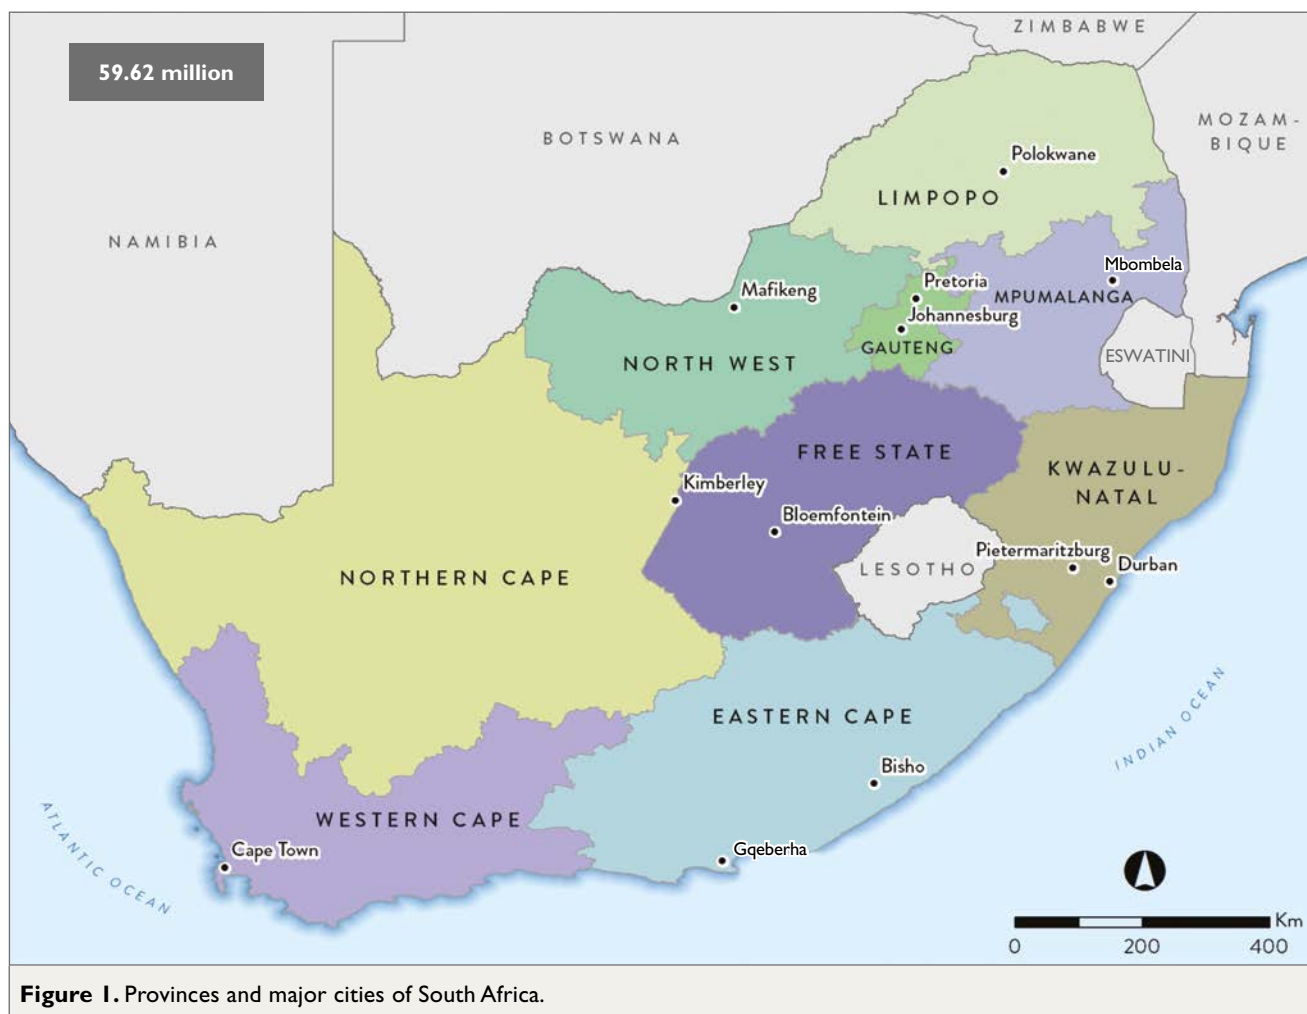 59.62 million
ZIMBABWE
BOTSWANA
MOZAM-
BIQUE
Polokwane
LIMPOPO
NAMIBIA
Mbombela
Pretoria
Mafikeng
MPUMALANGA
Johannesburg
GAUTENG
ESWATINI
NORTH WEST
FREE STATE
KWAZULU-
NATAL
Kimberley
Bloemfontein
Pietermaritzburg
Durban
LESOTHO
NORTHERN CAPE
EASTERN CAPE
INDIAN OCEAN
Bisho
WESTERN CAPE
ATLANTIC OCEAN
Cape Town
Gqeberha
Km
0 200 400
Figure 1. Provinces and major cities of South Africa.